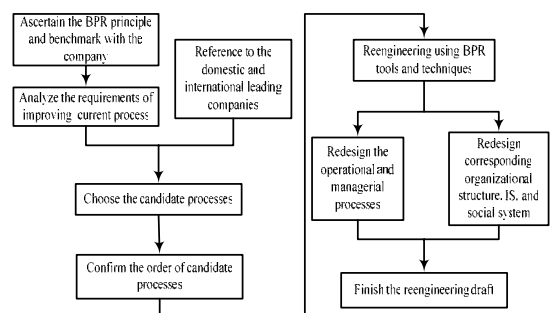 Ascertain the BPR principle
and benchmark with the
company
Analyze the requirements of
improving current process
Reference to the
domestic and
international leading
companies
Choose the candidate processes
Confirm the order of candidate
processes
Reengineering using BPR
tools and techniques
Redesign the
operational and
managerial
processes
Redesign
corresponding
organizational
structure, IS, and
social system
Finish the reengineering draft